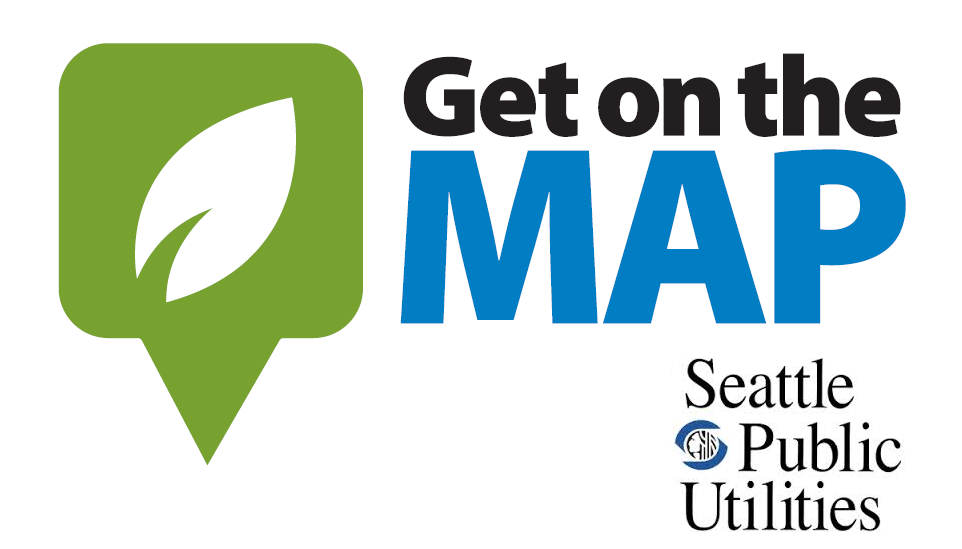 Get on the
MAP
Seattle
Public
Utilities